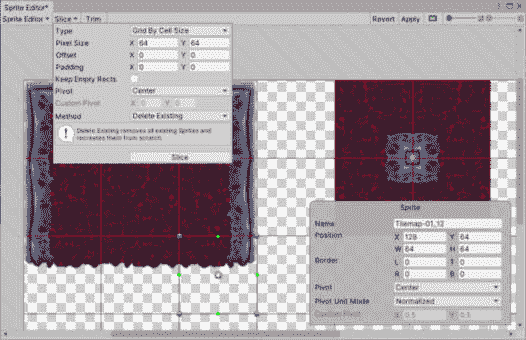 Sprite Editor*
Sprite Editor Slice Trim Revert Apply
Type Grid By Cell Size
Pixel Size X 64 Y 64
Offset X 0 Y 0
Padding X 0 Y 0
Keep Empty Rects
Pivot Center
Custom Pivot X 0 Y 0
Method Delete Existing
Delete Existing removes all existing Sprites and
recreates them from scratch
Slice
Sprite
Name Tilemap-01_12
Position X 128 Y 64
W 64 H 64
Border L 0 T 0
R 0 B 0
Pivot Center
Pivot Unit Mode Normalized
Custom Pivot X 0.5 Y 0.5